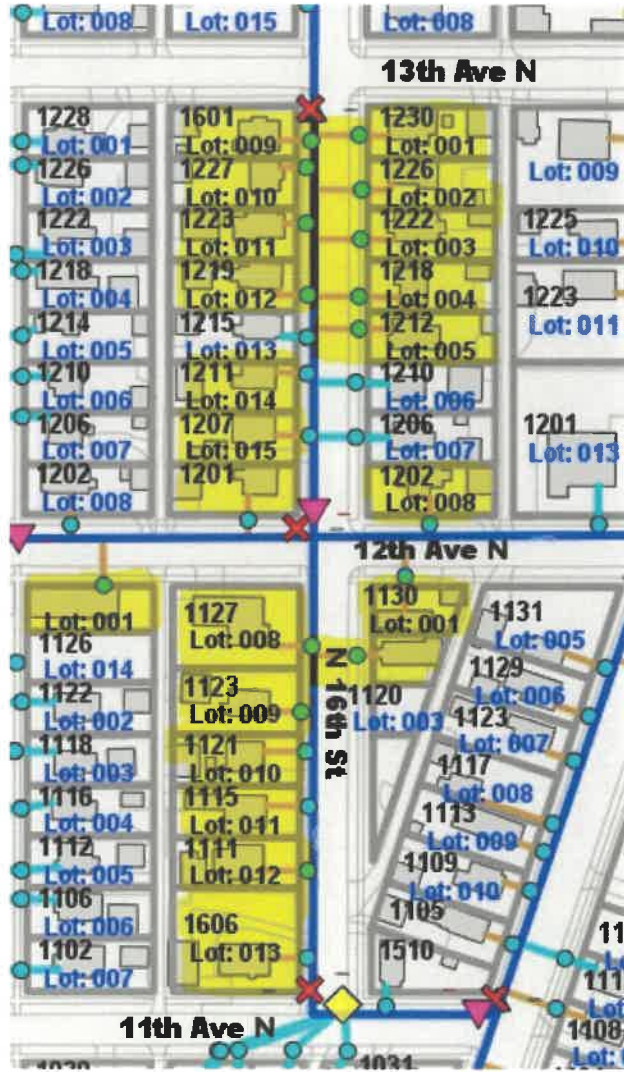 Lot: 008
Lot: 015
Lot: 008
13th Ave N
1228
Lot: 001
1226
Lot: 002
1222
Lot: 003
1218
Lot: 004
1214
Lot: 005
1210
Lot: 006
1206
Lot: 007
1202
Lot: 008
1601
Lot: 009
1227
Lot: 010
1223
Lot: 011
1219
Lot: 012
1215
Lot: 013
1211
Lot: 014
1207
Lot: 015
1201
1230
Lot: 001
1226
Lot: 002
1222
Lot: 003
1218
Lot: 004
1212
Lot: 005
1210
Lot: 006
1206
Lot: 007
1202
Lot: 008
Lot: 009
1225
Lot: 010
1223
Lot: 011
1201
Lot: 013
12th Ave N
Lot: 001
1126
Lot: 014
1122
Lot: 002
1118
Lot: 003
1116
Lot: 004
1112
Lot: 005
1106
Lot: 006
1102
Lot: 007
1127
Lot: 008
1123
Lot: 009
1121
Lot: 010
1115
Lot: 011
1111
Lot: 012
1606
Lot: 013
N 16th St
1130
Lot: 001
1120
Lot: 003
1131
Lot: 005
1129
Lot: 006
1123
Lot: 007
1117
Lot: 008
1113
Lot: 009
1109
Lot: 010
1105
1510
11th Ave N
1408
1031